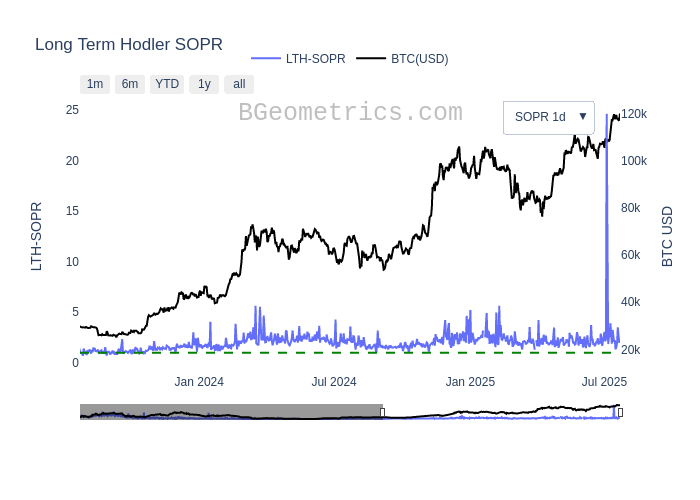 Long Term Hodler SOPR
LTH-SOPR BTC(USD)
1m 6m YTD 1y all
BGeometrics.com
SOPR 1d ▼
25
20
15
10
5
0
LTH-SOPR
120k
100k
80k
60k
40k
20k
BTC USD
Jan 2024 Jul 2024 Jan 2025 Jul 2025